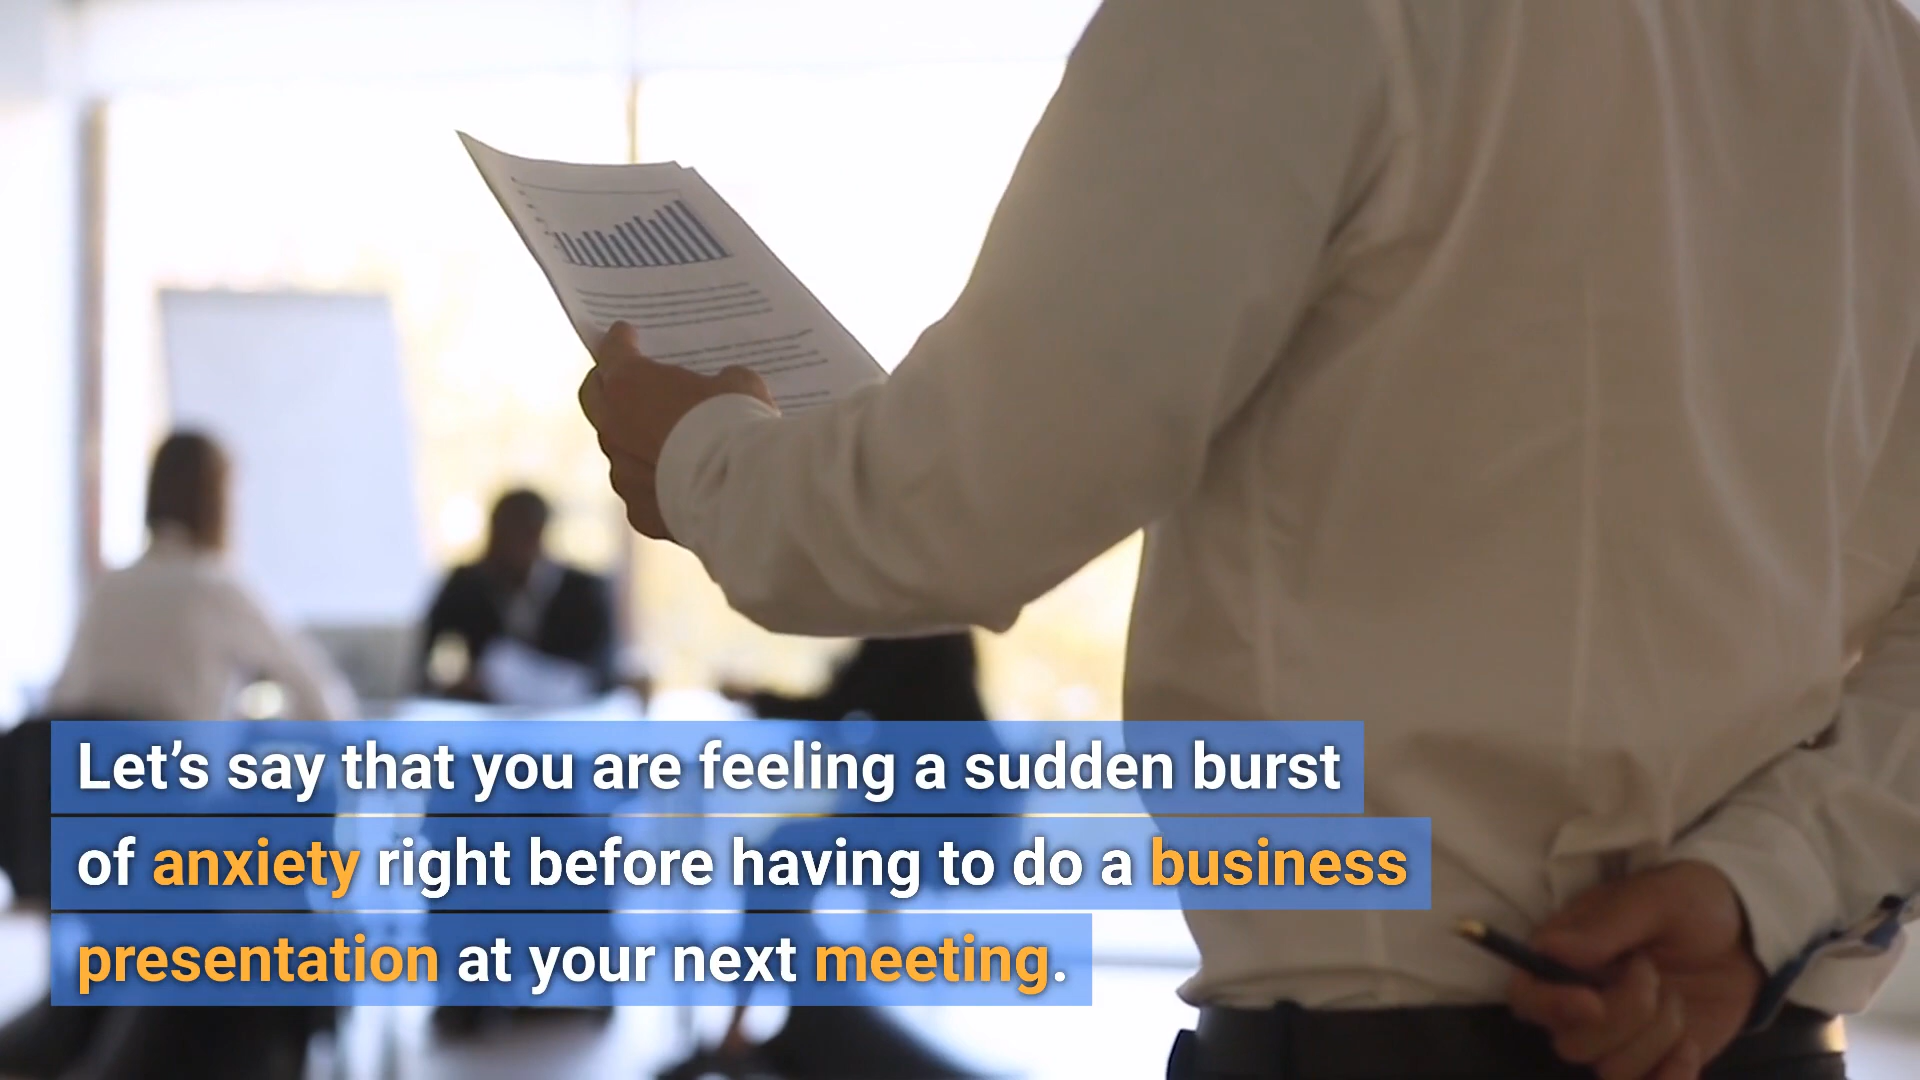 Let’s say that you are feeling a sudden burst
of anxiety right before having to do a business
presentation at your next meeting.